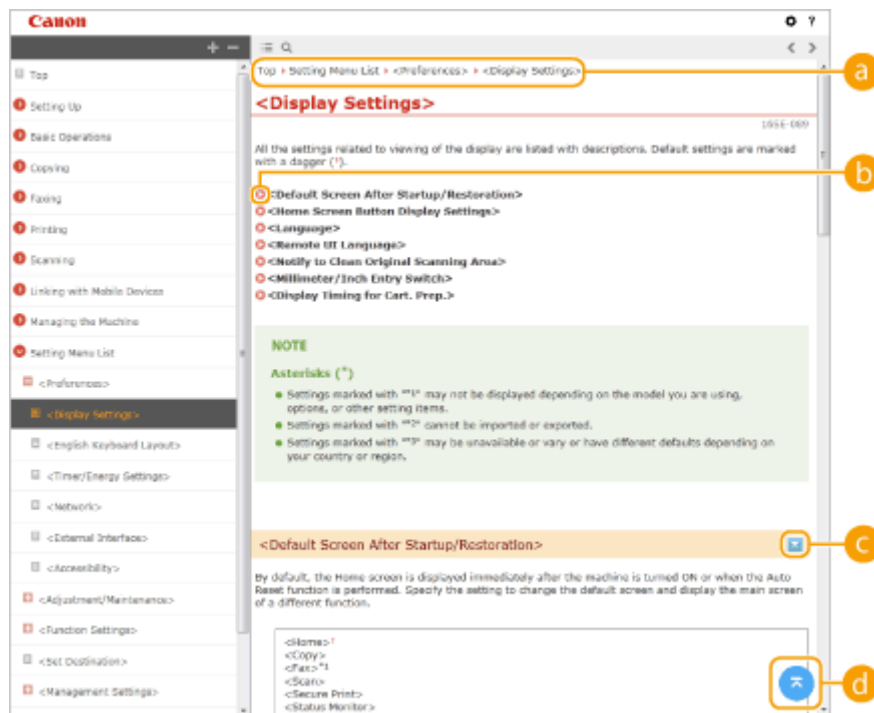 Canon
?
+ −
< >
Top
Setting Up
Basic Operations
Copying
Faxing
Printing
Scanning
Linking with Mobile Devices
Managing the Machine
Setting Menu List
<Preferences>
<Display Settings>
<English Keyboard Layout>
<Timer/Energy Settings>
<Network>
<External Interface>
<Accessibility>
<Adjustment/Maintenance>
<Function Settings>
<Set Destination>
<Management Settings>
Top › Setting Menu List › <Preferences> › <Display Settings>
a
<Display Settings>
165E-089
All the settings related to viewing of the display are listed with descriptions. Default settings are marked
with a dagger (†).
b
<Default Screen After Startup/Restoration>
<Home Screen Button Display Settings>
<Language>
<Remote UI Language>
<Notify to Clean Original Scanning Area>
<Millimeter/Inch Entry Switch>
<Display Timing for Cart. Prep.>
NOTE
Asterisks (*)
Settings marked with "*1" may not be displayed depending on the model you are using,
options, or other setting items.
Settings marked with "*2" cannot be imported or exported.
Settings marked with "*3" may be unavailable or vary or have different defaults depending on
your country or region.
<Default Screen After Startup/Restoration>
c
By default, the Home screen is displayed immediately after the machine is turned ON or when the Auto
Reset function is performed. Specify the setting to change the default screen and display the main screen
of a different function.
<Home>†
<Copy>
<Fax>*1
<Scan>
<Secure Print>
<Status Monitor>
d